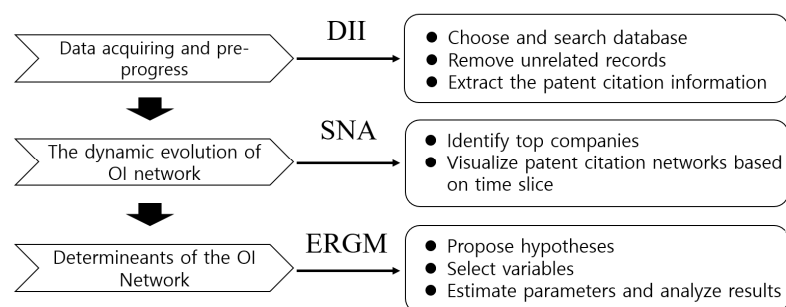 Data acquiring and pre-
progress
DII
● Choose and search database
● Remove unrelated records
● Extract the patent citation information
The dynamic evolution of
OI network
SNA
● Identify top companies
● Visualize patent citation networks based
on time slice
Determineants of the OI
Network
ERGM
● Propose hypotheses
● Select variables
● Estimate parameters and analyze results